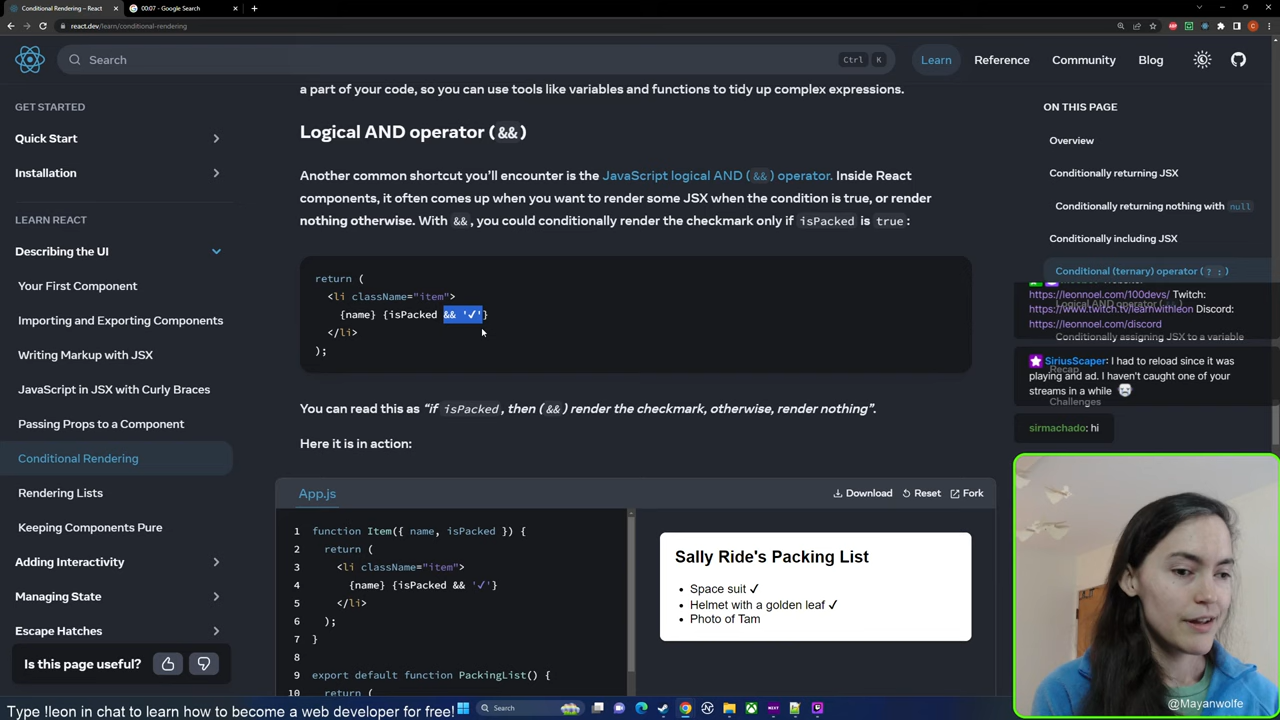 Conditional Rendering – React
00:07 - Google Search
react.dev/learn/conditional-rendering
Search
Ctrl K
Learn
Reference
Community
Blog
GET STARTED
Quick Start
Installation
LEARN REACT
Describing the UI
Your First Component
Importing and Exporting Components
Writing Markup with JSX
JavaScript in JSX with Curly Braces
Passing Props to a Component
Conditional Rendering
Rendering Lists
Keeping Components Pure
Adding Interactivity
Managing State
Escape Hatches
Is this page useful?
a part of your code, so you can use tools like variables and functions to tidy up complex expressions.
Logical AND operator (&&)
Another common shortcut you’ll encounter is the JavaScript logical AND (&&) operator. Inside React
components, it often comes up when you want to render some JSX when the condition is true, or render
nothing otherwise. With &&, you could conditionally render the checkmark only if isPacked is true:
return (
<li className="item">
{name} {isPacked && '✓'}
</li>
);
You can read this as “if isPacked, then (&&) render the checkmark, otherwise, render nothing”.
Here it is in action:
App.js
Download
Reset
Fork
1 function Item({ name, isPacked }) {
2 return (
3 <li className="item">
4 {name} {isPacked && '✓'}
5 </li>
6 );
7 }
8
9 export default function PackingList() {
10 return (
Sally Ride's Packing List
• Space suit ✓
• Helmet with a golden leaf ✓
• Photo of Tam
ON THIS PAGE
Overview
Conditionally returning JSX
Conditionally returning nothing with null
Conditionally including JSX
Conditional (ternary) operator (? :)
https://leonnoel.com/100devs/ Twitch:
https://www.twitch.tv/learnwithleon Discord:
https://leonnoel.com/discord
Conditionally assigning JSX to a variable
SiriusScaper: I had to reload since it was
Recap
playing and ad. I haven't caught one of your
streams in a while
Challenges
sirmachado: hi
@Mayanwolfe
Type !leon in chat to learn how to become a web developer for free!
Search